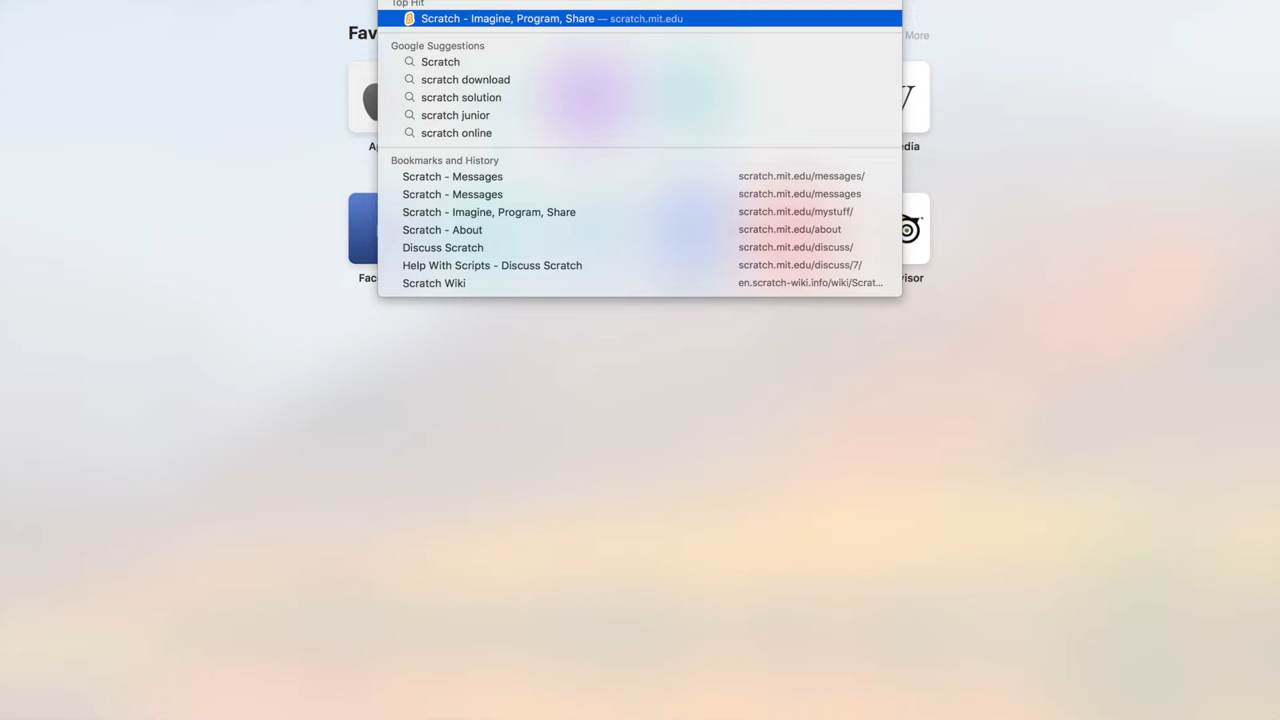 Top Hit
Scratch - Imagine, Program, Share — scratch.mit.edu
Fav
More
Google Suggestions
Scratch
scratch download
scratch solution
scratch junior
scratch online
A
edia
Bookmarks and History
Scratch - Messages scratch.mit.edu/messages/
Scratch - Messages scratch.mit.edu/messages
Scratch - Imagine, Program, Share scratch.mit.edu/mystuff/
Scratch - About scratch.mit.edu/about
Discuss Scratch scratch.mit.edu/discuss/
Help With Scripts - Discuss Scratch scratch.mit.edu/discuss/7/
Scratch Wiki en.scratch-wiki.info/wiki/Scrat...
Fac
visor